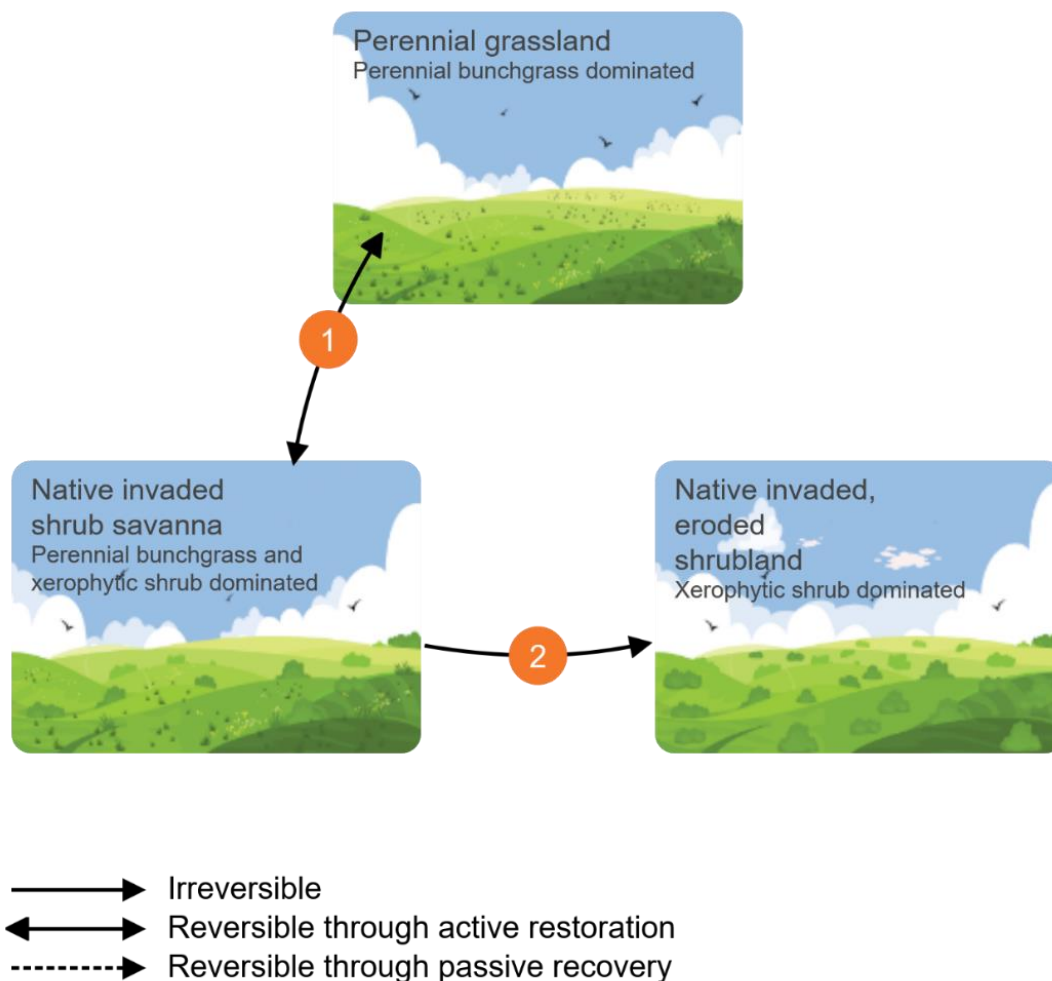 Perennial grassland
Perennial bunchgrass dominated
1
Native invaded
shrub savanna
Perennial bunchgrass and
xerophytic shrub dominated
2
Native invaded,
eroded
shrubland
Xerophytic shrub dominated
Irreversible
Reversible through active restoration
Reversible through passive recovery